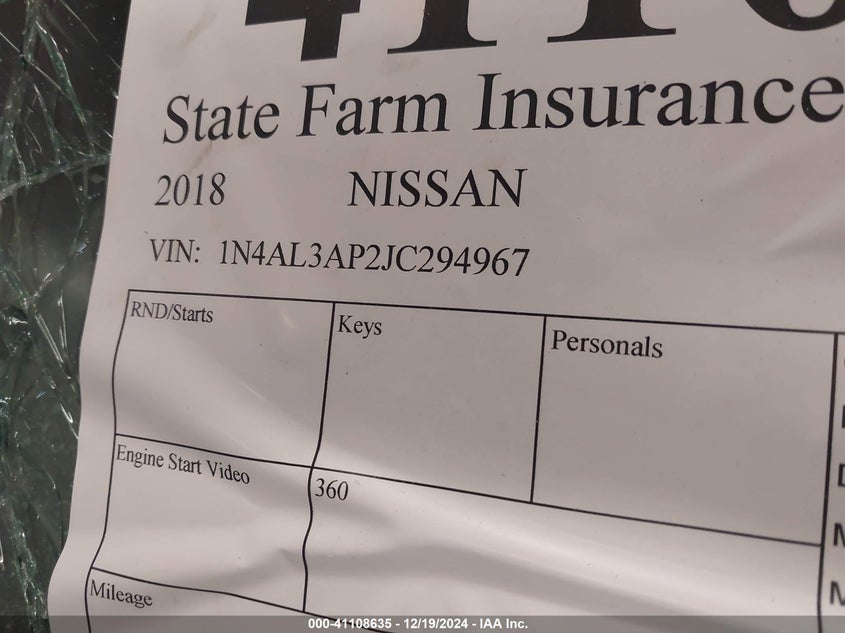 State Farm Insurance
2018 NISSAN
VIN: 1N4AL3AP2JC294967
RND/Starts
Keys
Personals
Engine Start Video
360
Mileage
000-41108635 - 12/19/2024 - IAA Inc.